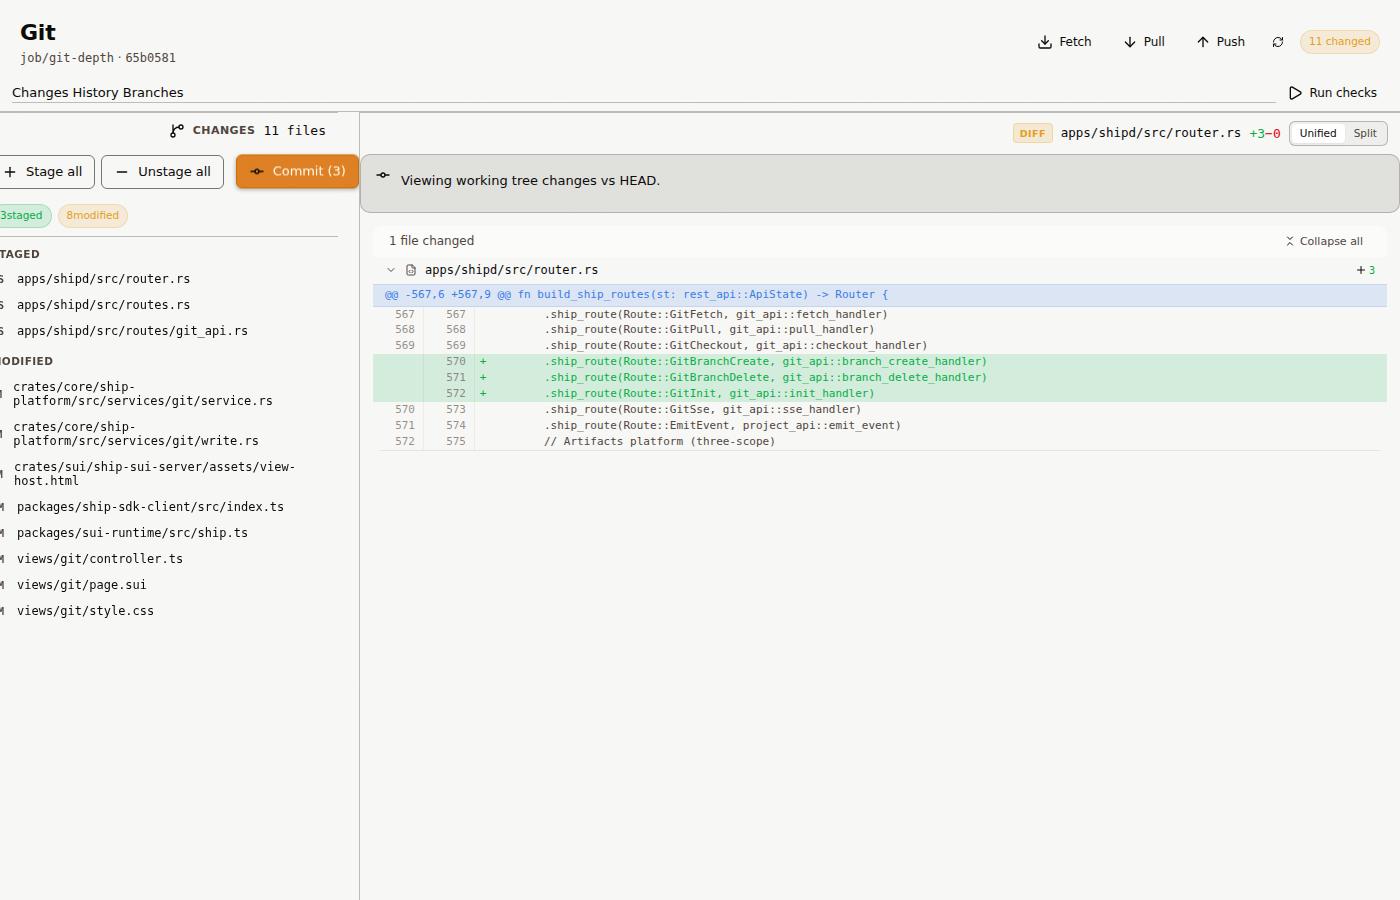 Git
job/git-depth · 65b0581
Fetch
Pull
Push
11 changed
Changes History Branches
Run checks
CHANGES 11 files
Stage all
Unstage all
Commit (3)
3staged
8modified
TAGED
S apps/shipd/src/router.rs
S apps/shipd/src/routes.rs
S apps/shipd/src/routes/git_api.rs
ODIFIED
M crates/core/ship-
platform/src/services/git/service.rs
M crates/core/ship-
platform/src/services/git/write.rs
M crates/sui/ship-sui-server/assets/view-
host.html
M packages/ship-sdk-client/src/index.ts
M packages/sui-runtime/src/ship.ts
M views/git/controller.ts
M views/git/page.sui
M views/git/style.css
DIFF apps/shipd/src/router.rs +3−0 Unified Split
Viewing working tree changes vs HEAD.
1 file changed
Collapse all
apps/shipd/src/router.rs
+ 3
@@ -567,6 +567,9 @@ fn build_ship_routes(st: rest_api::ApiState) -> Router {
567 567 .ship_route(Route::GitFetch, git_api::fetch_handler)
568 568 .ship_route(Route::GitPull, git_api::pull_handler)
569 569 .ship_route(Route::GitCheckout, git_api::checkout_handler)
570 + .ship_route(Route::GitBranchCreate, git_api::branch_create_handler)
571 + .ship_route(Route::GitBranchDelete, git_api::branch_delete_handler)
572 + .ship_route(Route::GitInit, git_api::init_handler)
570 573 .ship_route(Route::GitSse, git_api::sse_handler)
571 574 .ship_route(Route::EmitEvent, project_api::emit_event)
572 575 // Artifacts platform (three-scope)